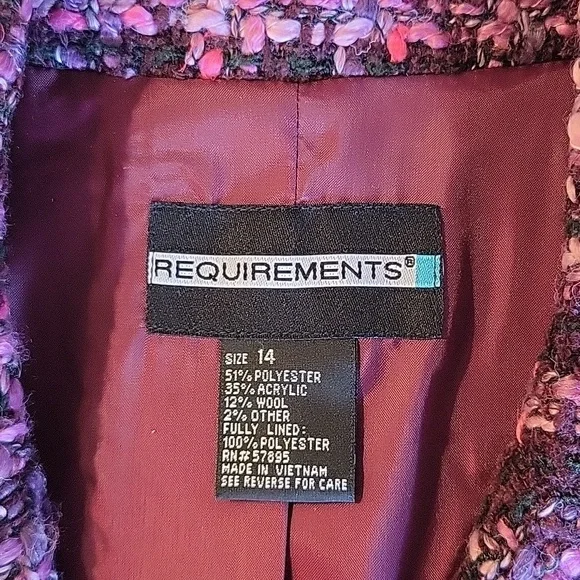 REQUIREMENTS®
SIZE 14
51% POLYESTER
35% ACRYLIC
12% WOOL
2% OTHER
FULLY LINED:
100% POLYESTER
RN# 57895
MADE IN VIETNAM
SEE REVERSE FOR CARE